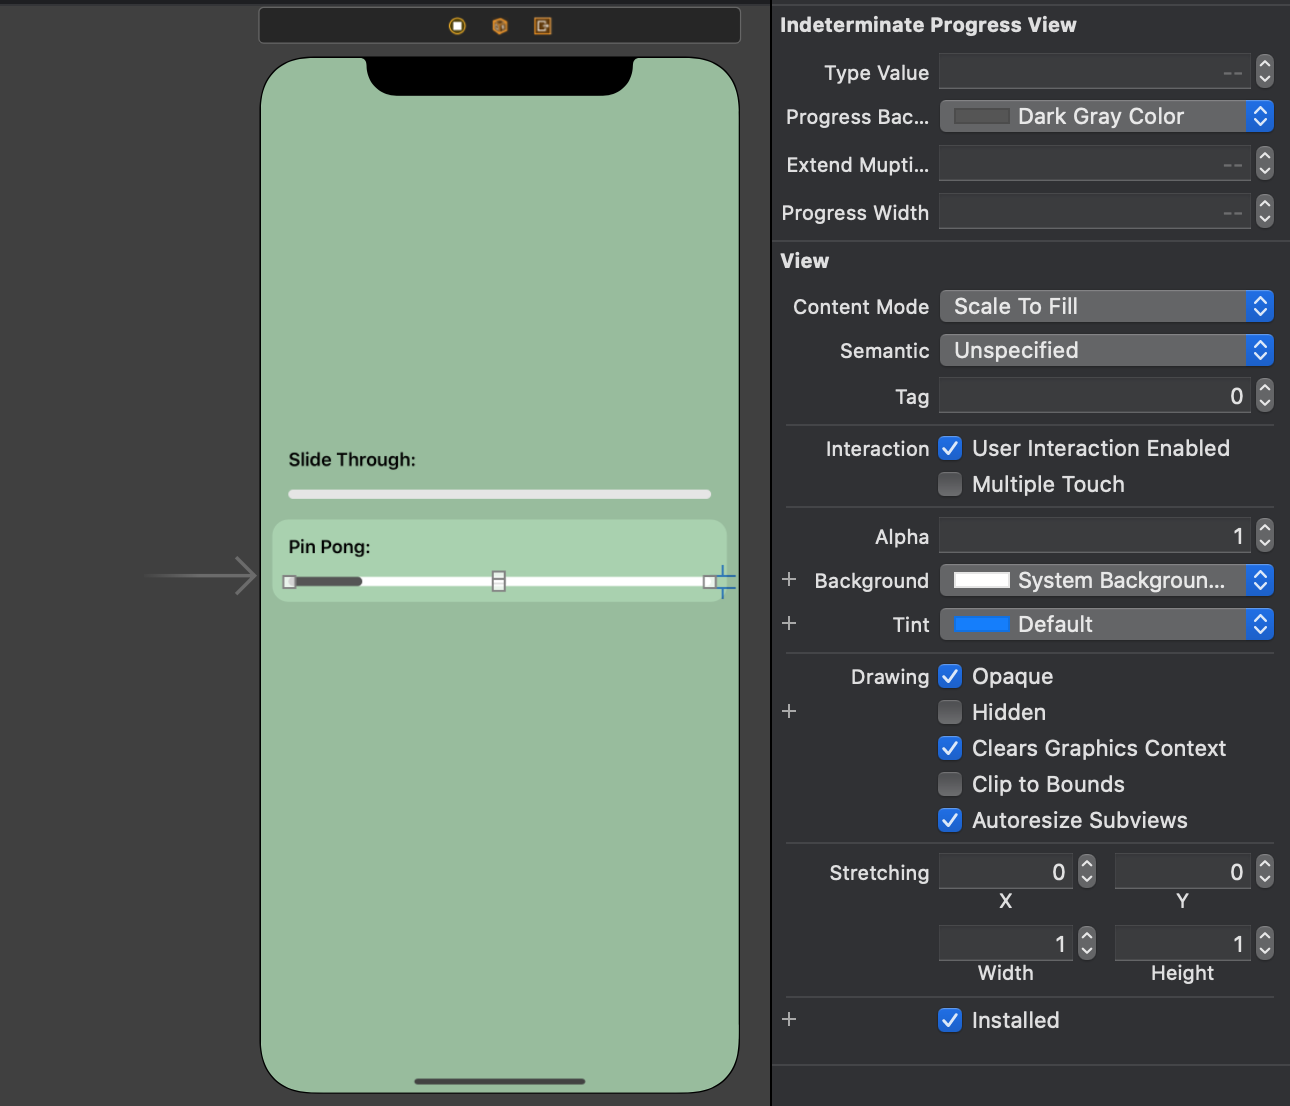 Slide Through:
Pin Pong:
Indeterminate Progress View
Type Value --
Progress Bac... Dark Gray Color
Extend Mupti... --
Progress Width --
View
Content Mode Scale To Fill
Semantic Unspecified
Tag 0
Interaction User Interaction Enabled
Multiple Touch
Alpha 1
+ Background System Backgroun...
+ Tint Default
Drawing Opaque
+ Hidden
Clears Graphics Context
Clip to Bounds
Autoresize Subviews
Stretching 0 0
X Y
1 1
Width Height
+ Installed